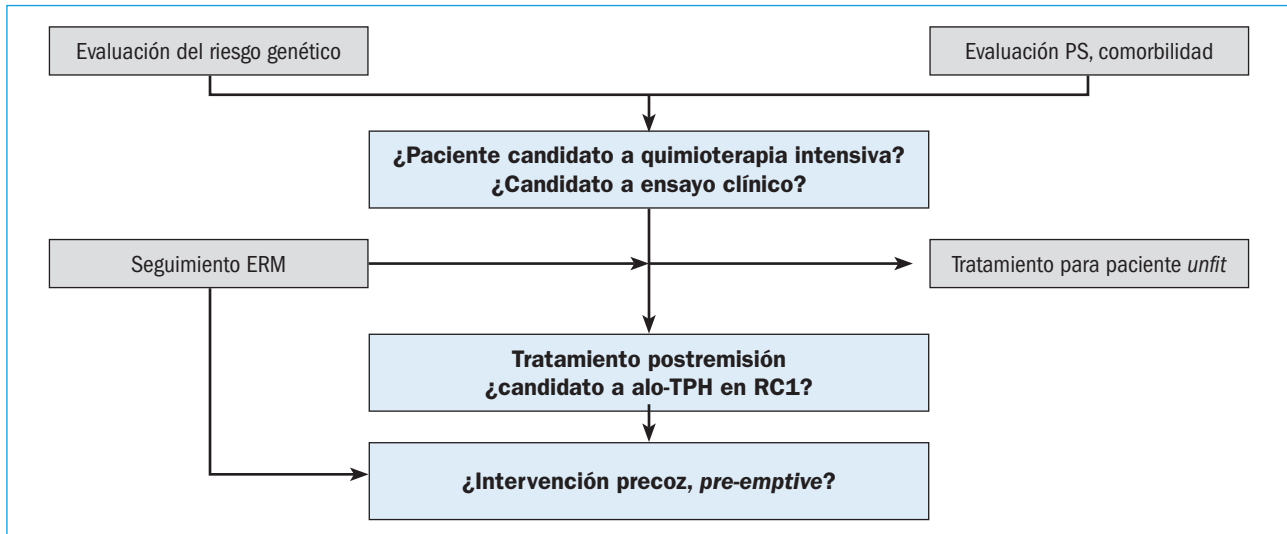 Evaluación del riesgo genético
Evaluación PS, comorbilidad
¿Paciente candidato a quimioterapia intensiva?
¿Candidato a ensayo clínico?
Seguimiento ERM
Tratamiento para paciente unfit
Tratamiento postremisión
¿candidato a alo-TPH en RC1?
¿Intervención precoz, pre-emptive?